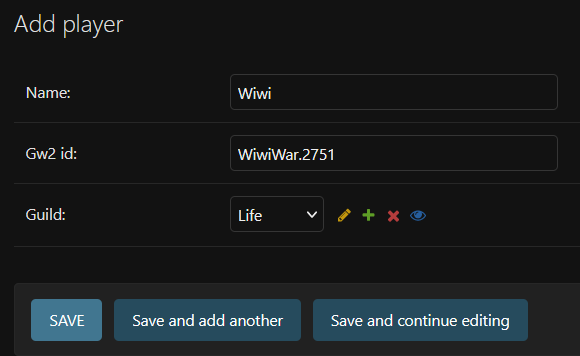 Add player
Name: Wiwi
Gw2 id: WiwiWar.2751
Guild: Life
SAVE Save and add another Save and continue editing